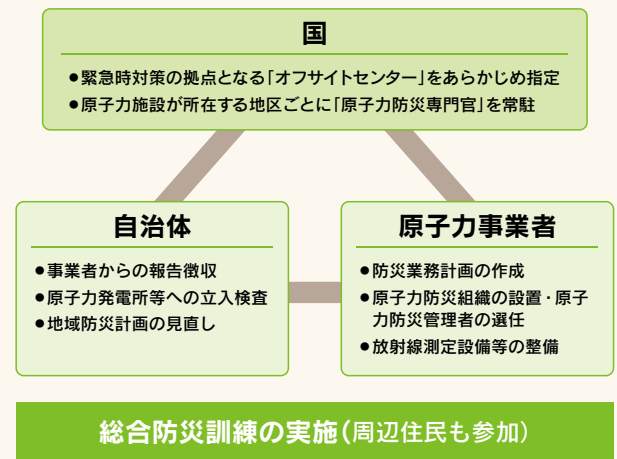 国
●緊急時対策の拠点となる「オフサイトセンター」をあらかじめ指定
●原子力施設が所在する地区ごとに「原子力防災専門官」を常駐
自治体
●事業者からの報告徴収
●原子力発電所等への立入検査
●地域防災計画の見直し
原子力事業者
●防災業務計画の作成
●原子力防災組織の設置・原子
力防災管理者の選任
●放射線測定設備等の整備
総合防災訓練の実施(周辺住民も参加)